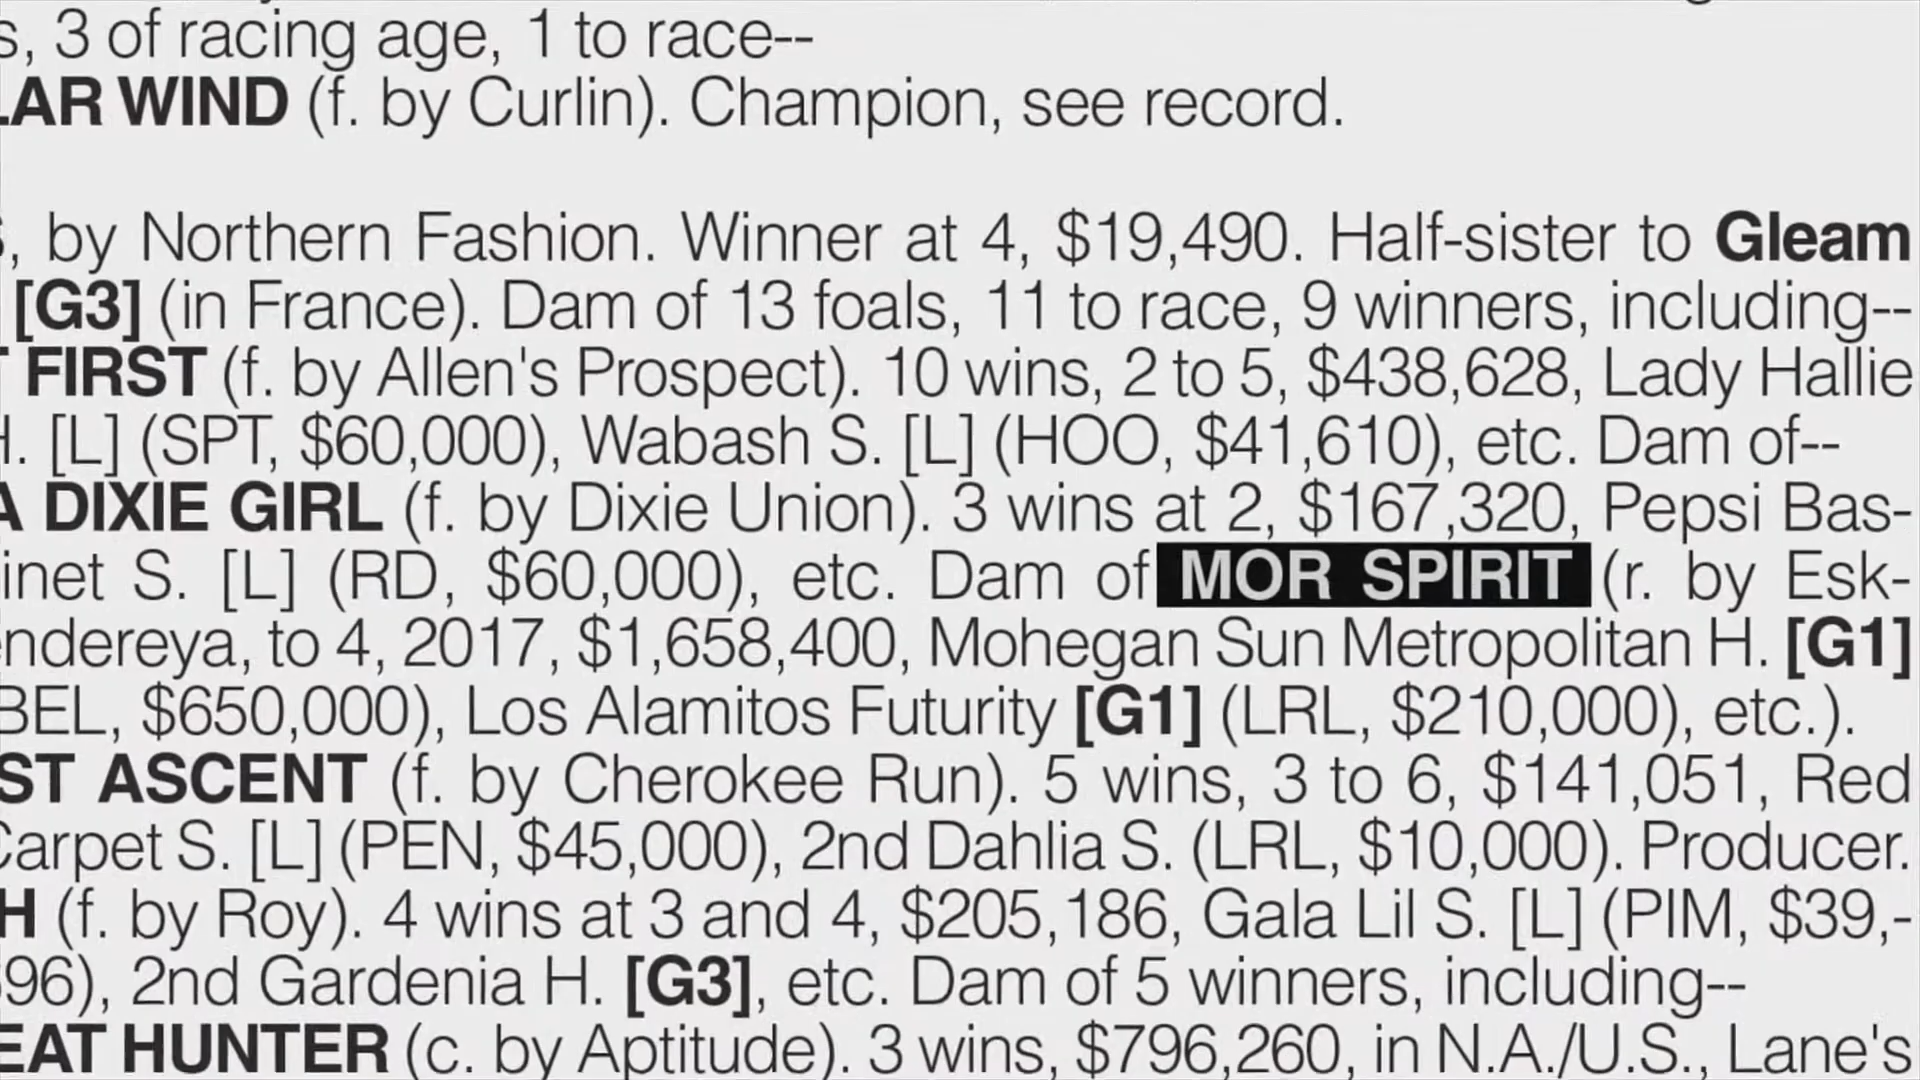 s, 3 of racing age, 1 to race--
LAR WIND (f. by Curlin). Champion, see record.
, by Northern Fashion. Winner at 4, $19,490. Half-sister to Gleam
[G3] (in France). Dam of 13 foals, 11 to race, 9 winners, including--
T FIRST (f. by Allen's Prospect). 10 wins, 2 to 5, $438,628, Lady Hallie
H. [L] (SPT, $60,000), Wabash S. [L] (HOO, $41,610), etc. Dam of--
A DIXIE GIRL (f. by Dixie Union). 3 wins at 2, $167,320, Pepsi Bas-
inet S. [L] (RD, $60,000), etc. Dam of MOR SPIRIT (r. by Esk-
endereya, to 4, 2017, $1,658,400, Mohegan Sun Metropolitan H. [G1]
BEL, $650,000), Los Alamitos Futurity [G1] (LRL, $210,000), etc.).
ST ASCENT (f. by Cherokee Run). 5 wins, 3 to 6, $141,051, Red
Carpet S. [L] (PEN, $45,000), 2nd Dahlia S. (LRL, $10,000). Producer.
H (f. by Roy). 4 wins at 3 and 4, $205,186, Gala Lil S. [L] (PIM, $39,-
96), 2nd Gardenia H. [G3], etc. Dam of 5 winners, including--
EAT HUNTER (c. by Aptitude). 3 wins, $796,260, in N.A./U.S., Lane's